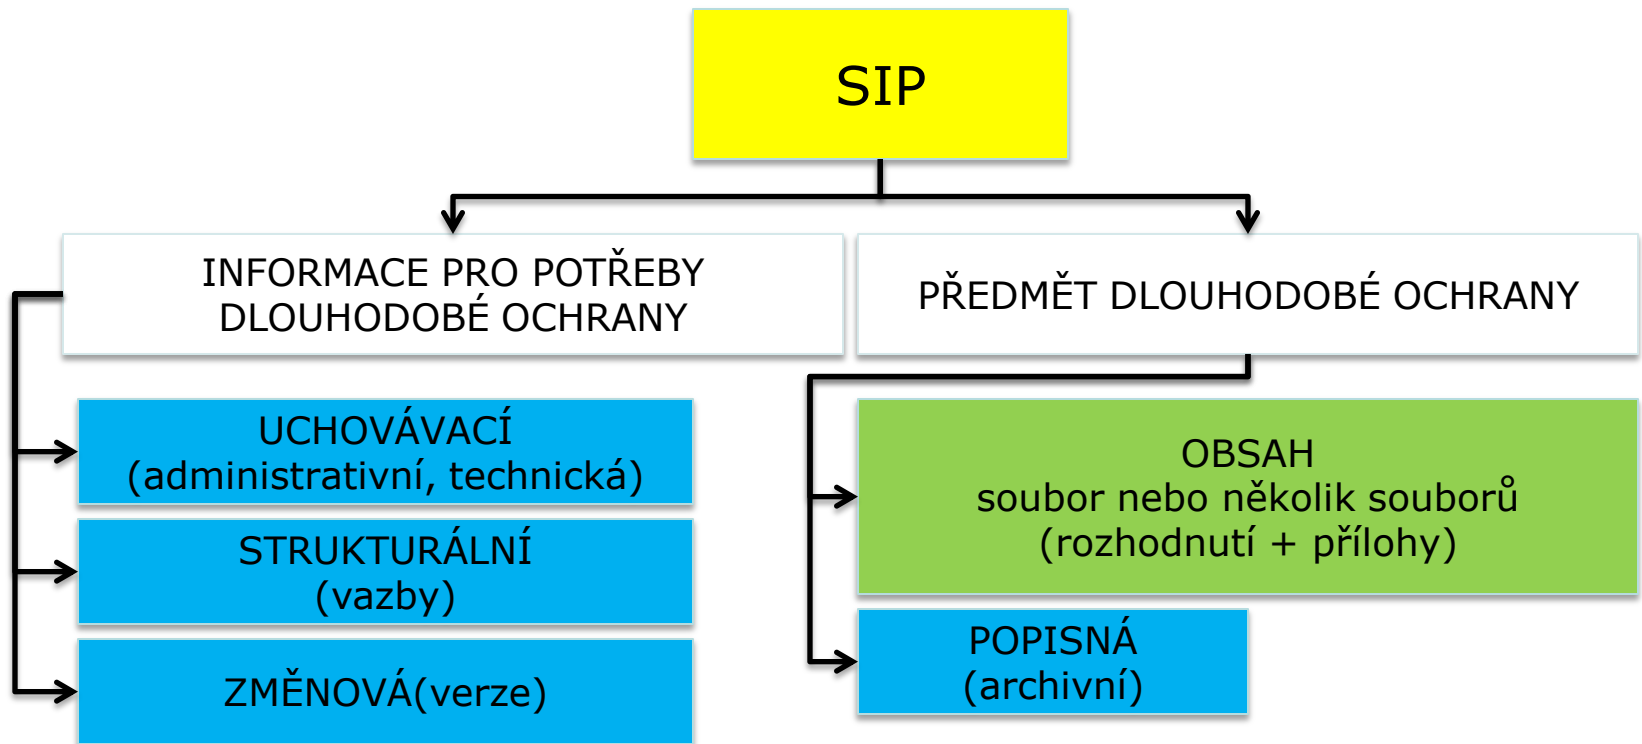 SIP
INFORMACE PRO POTŘEBY
DLOUHODOBÉ OCHRANY
PŘEDMĚT DLOUHODOBÉ OCHRANY
UCHOVÁVACÍ
(administrativní, technická)
STRUKTURÁLNÍ
(vazby)
ZMĚNOVÁ(verze)
OBSAH
soubor nebo několik souborů
(rozhodnutí + přílohy)
POPISNÁ
(archivní)